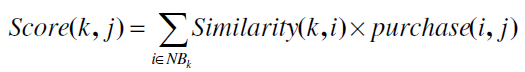 Score(k, j) = ∑_{i∈NB_k} Similarity(k,i) × purchase(i, j)